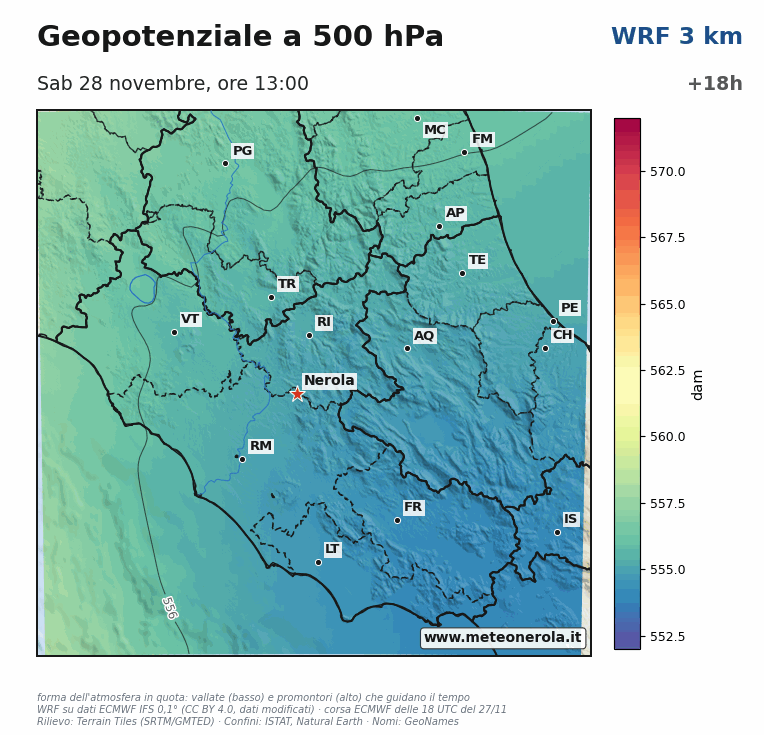 Geopotenziale a 500 hPa
WRF 3 km
Sab 28 novembre, ore 13:00
+18h
MC
FM
PG
AP
TE
TR
PE
VT
RI
AQ
CH
Nerola
RM
FR
IS
LT
556
www.meteonerola.it
570.0
567.5
565.0
562.5
560.0
557.5
555.0
552.5
dam
forma dell'atmosfera in quota: vallate (basso) e promontori (alto) che guidano il tempo
WRF su dati ECMWF IFS 0,1° (CC BY 4.0, dati modificati) · corsa ECMWF delle 18 UTC del 27/11
Rilievo: Terrain Tiles (SRTM/GMTED) · Confini: ISTAT, Natural Earth · Nomi: GeoNames